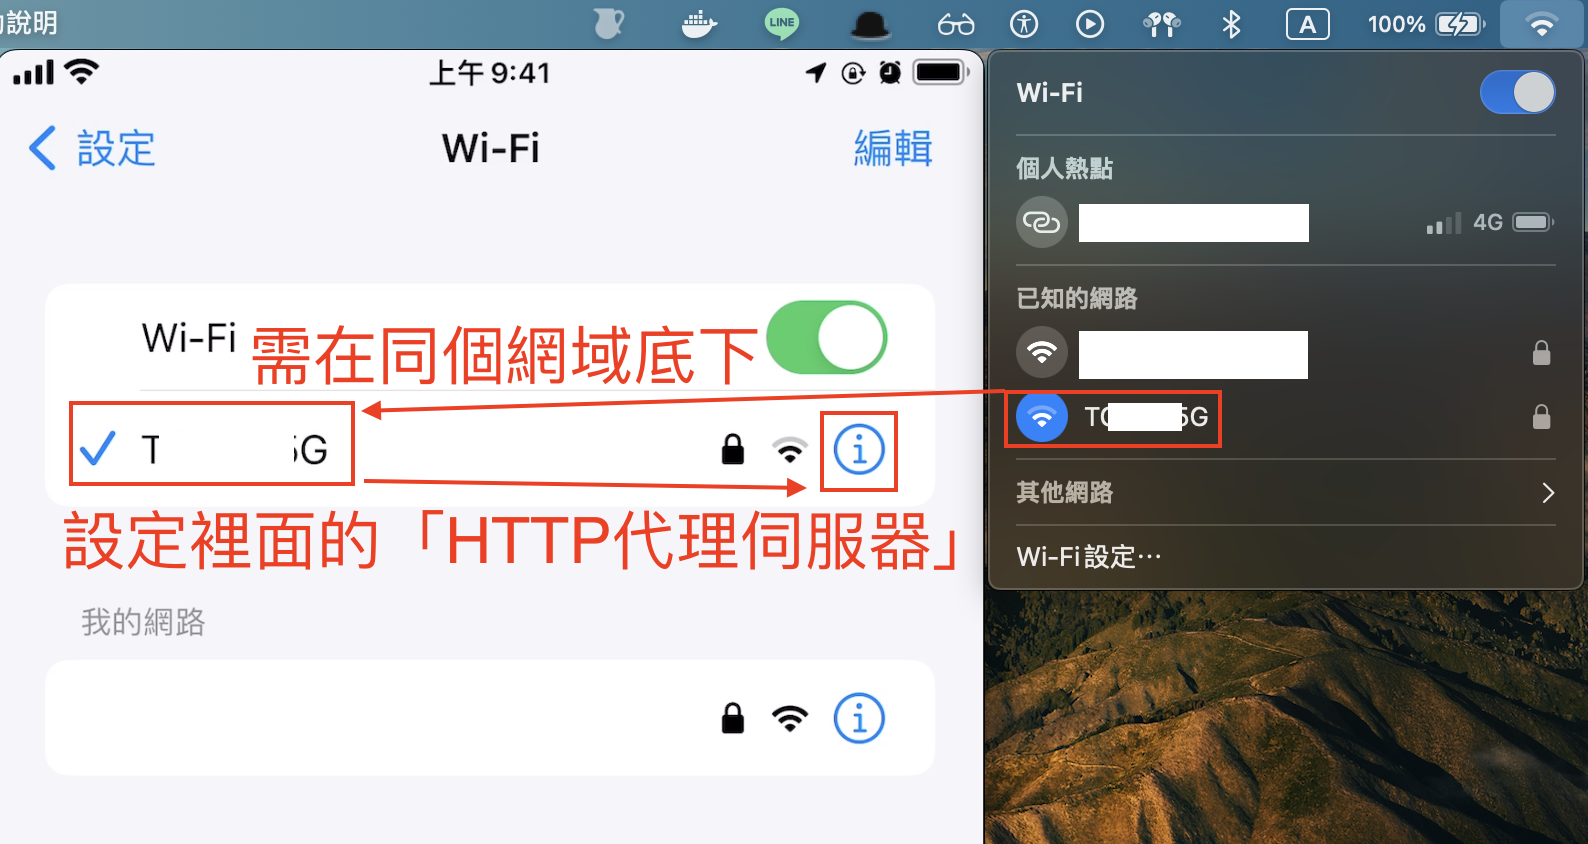 說明
LINE
A
100%
上午 9:41
設定
Wi-Fi
編輯
Wi-Fi
需在同個網域底下
T 5G
設定裡面的「HTTP代理伺服器」
我的網路
Wi-Fi
個人熱點
4G
已知的網路
TC 5G
其他網路
Wi-Fi設定⋯